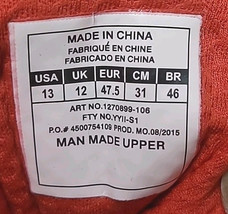 MADE IN CHINA
FABRIQUÉ EN CHINE
FABRICADO EN CHINA
USA UK EUR CM BR
13 12 47.5 31 46
ART NO.1270899-106
FTY NO.YYII-S1
P.O.# 4500754109 PROD. MO.08/2015
MAN MADE UPPER